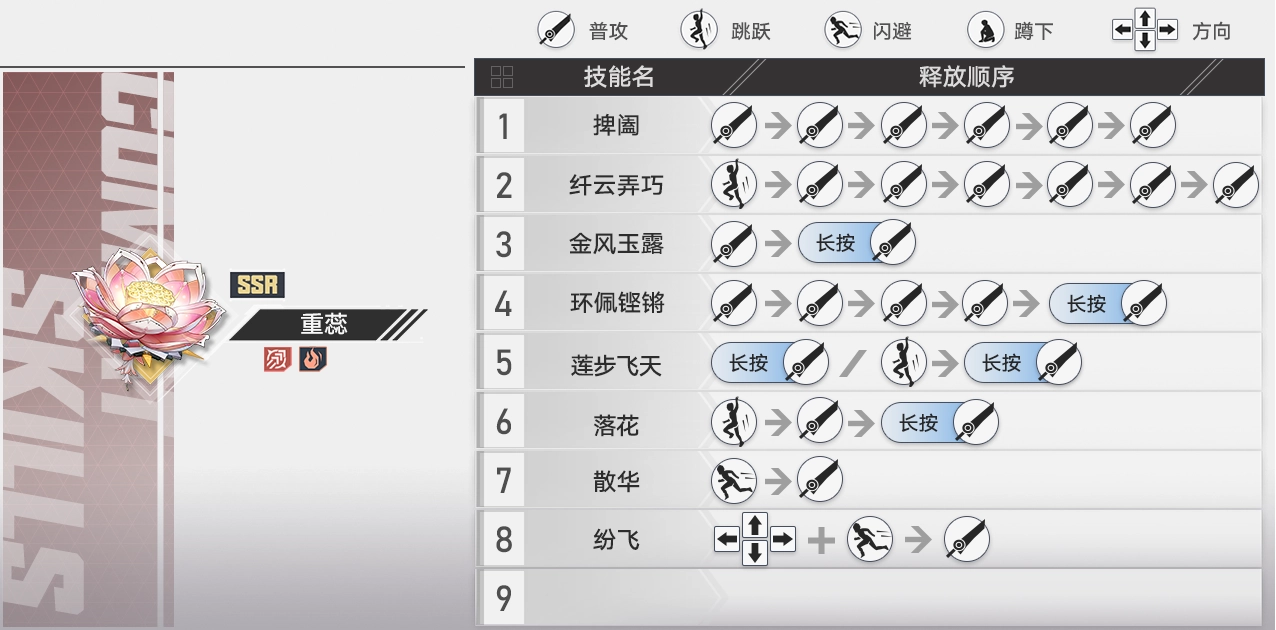 普攻 跳跃 闪避 蹲下 方向
技能名 释放顺序
GUMI SKILLS
SSR
重蕊
1 捭阖
2 纤云弄巧
3 金风玉露 长按
4 环佩铿锵 长按
5 莲步飞天 长按 / 长按
6 落花 长按
7 散华
8 纷飞 +
9